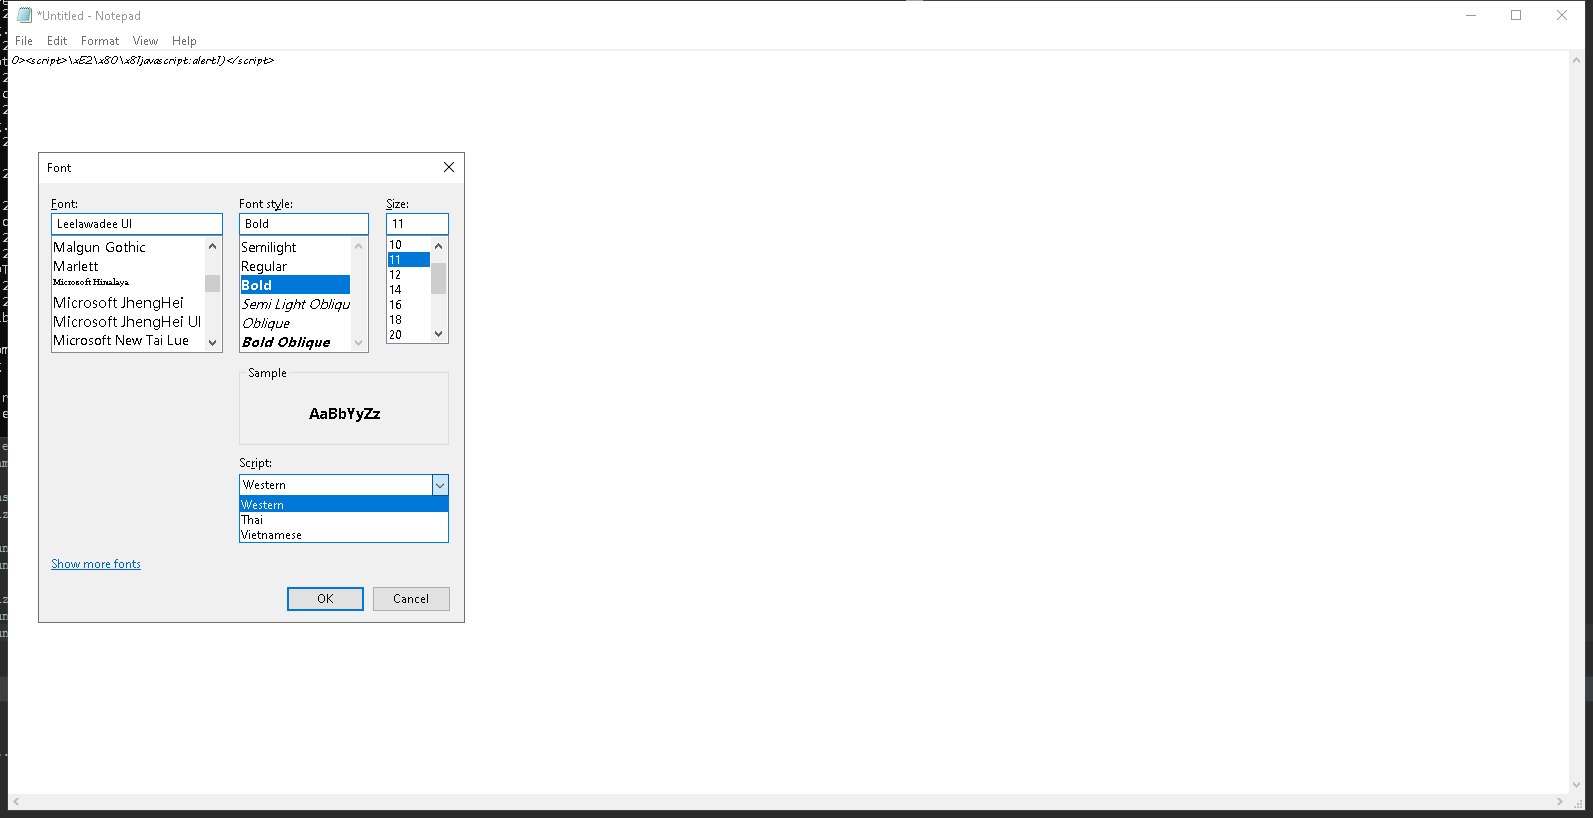 *Untitled - Notepad
File Edit Format View Help
0><script>\xE2\x80\x81javascript:alert1)</script>
Font
Font: Font style: Size:
Leelawadee UI Bold 11
Malgun Gothic
Marlett
Microsoft Himalaya
Microsoft JhengHei
Microsoft JhengHei UI
Microsoft New Tai Lue
Semilight
Regular
Bold
Semi Light Obliqu
Oblique
Bold Oblique
10
11
12
14
16
18
20
Sample
AaBbYyZz
Script:
Western
Western
Thai
Vietnamese
Show more fonts
OK Cancel